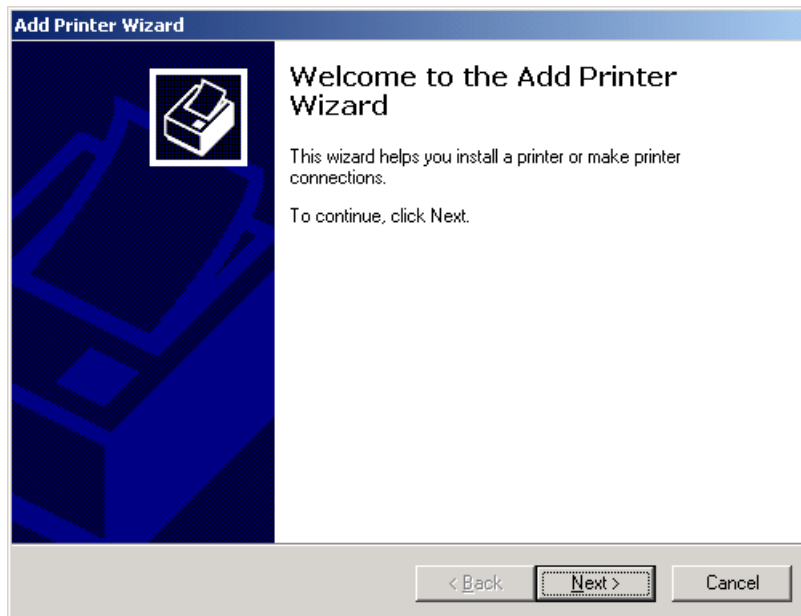 Add Printer Wizard
Welcome to the Add Printer
Wizard
This wizard helps you install a printer or make printer
connections.
To continue, click Next.
< Back
Next >
Cancel